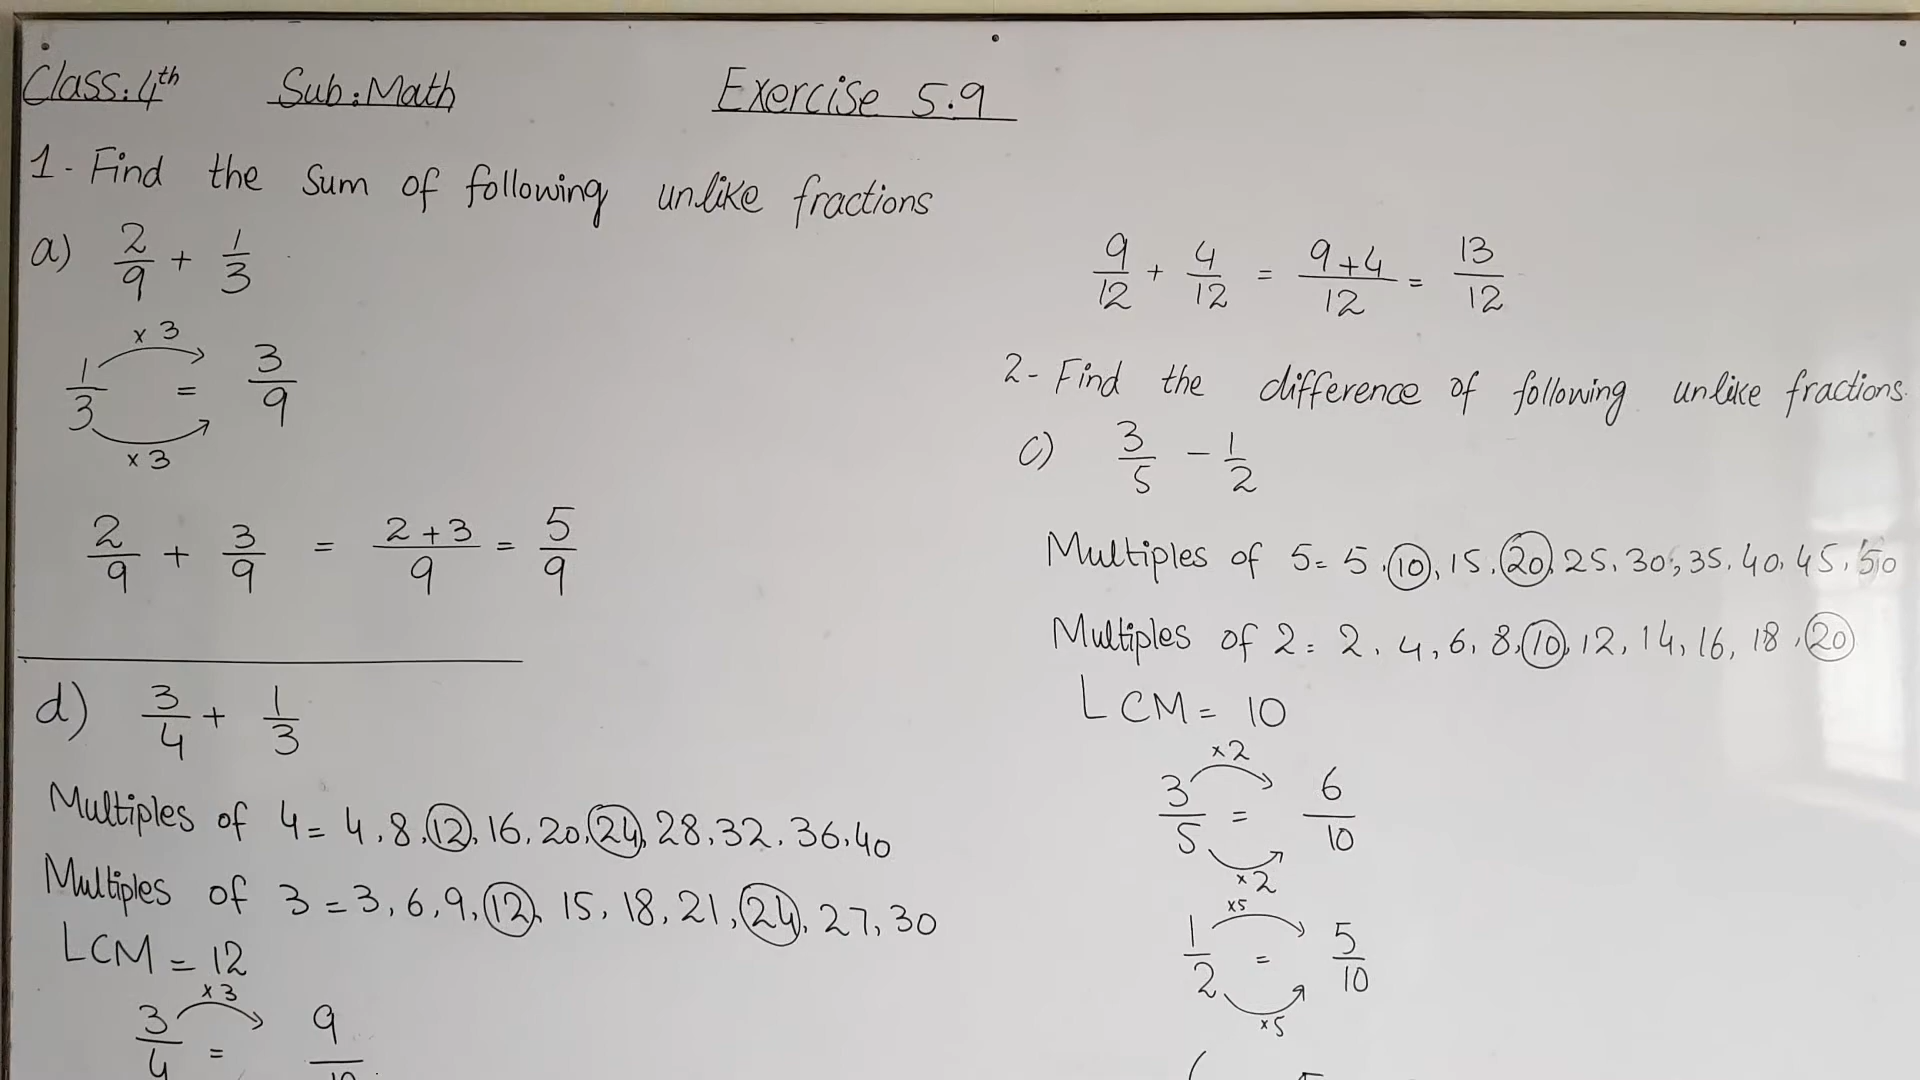 Class: 4th Sub: Math Exercise 5.9
1- Find the Sum of following unlike fractions
a) 2/9 + 1/3
x 3
1/3 = 3/9
x 3
2/9 + 3/9 = 2+3/9 = 5/9
d) 3/4 + 1/3
Multiples of 4 = 4, 8, 12, 16, 20, 24, 28, 32, 36, 40
Multiples of 3 = 3, 6, 9, 12, 15, 18, 21, 24, 27, 30
LCM = 12
x 3
3/4 = 9/
9/12 + 4/12 = 9+4/12 = 13/12
2- Find the difference of following unlike fractions.
c) 3/5 - 1/2
Multiples of 5 = 5, 10, 15, 20, 25, 30, 35, 40, 45, 50
Multiples of 2 = 2, 4, 6, 8, 10, 12, 14, 16, 18, 20
LCM = 10
x2
3/5 = 6/10
x2
x5
1/2 = 5/10
x5